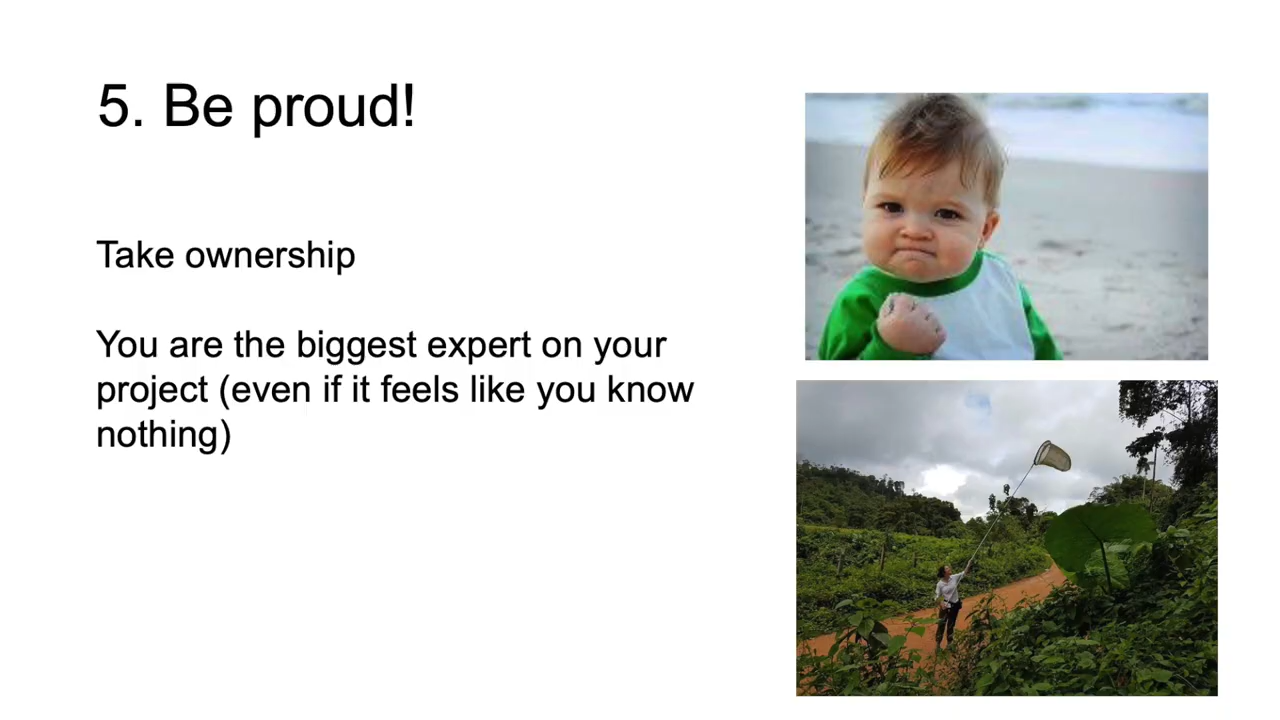 5. Be proud!
Take ownership
You are the biggest expert on your
project (even if it feels like you know
nothing)